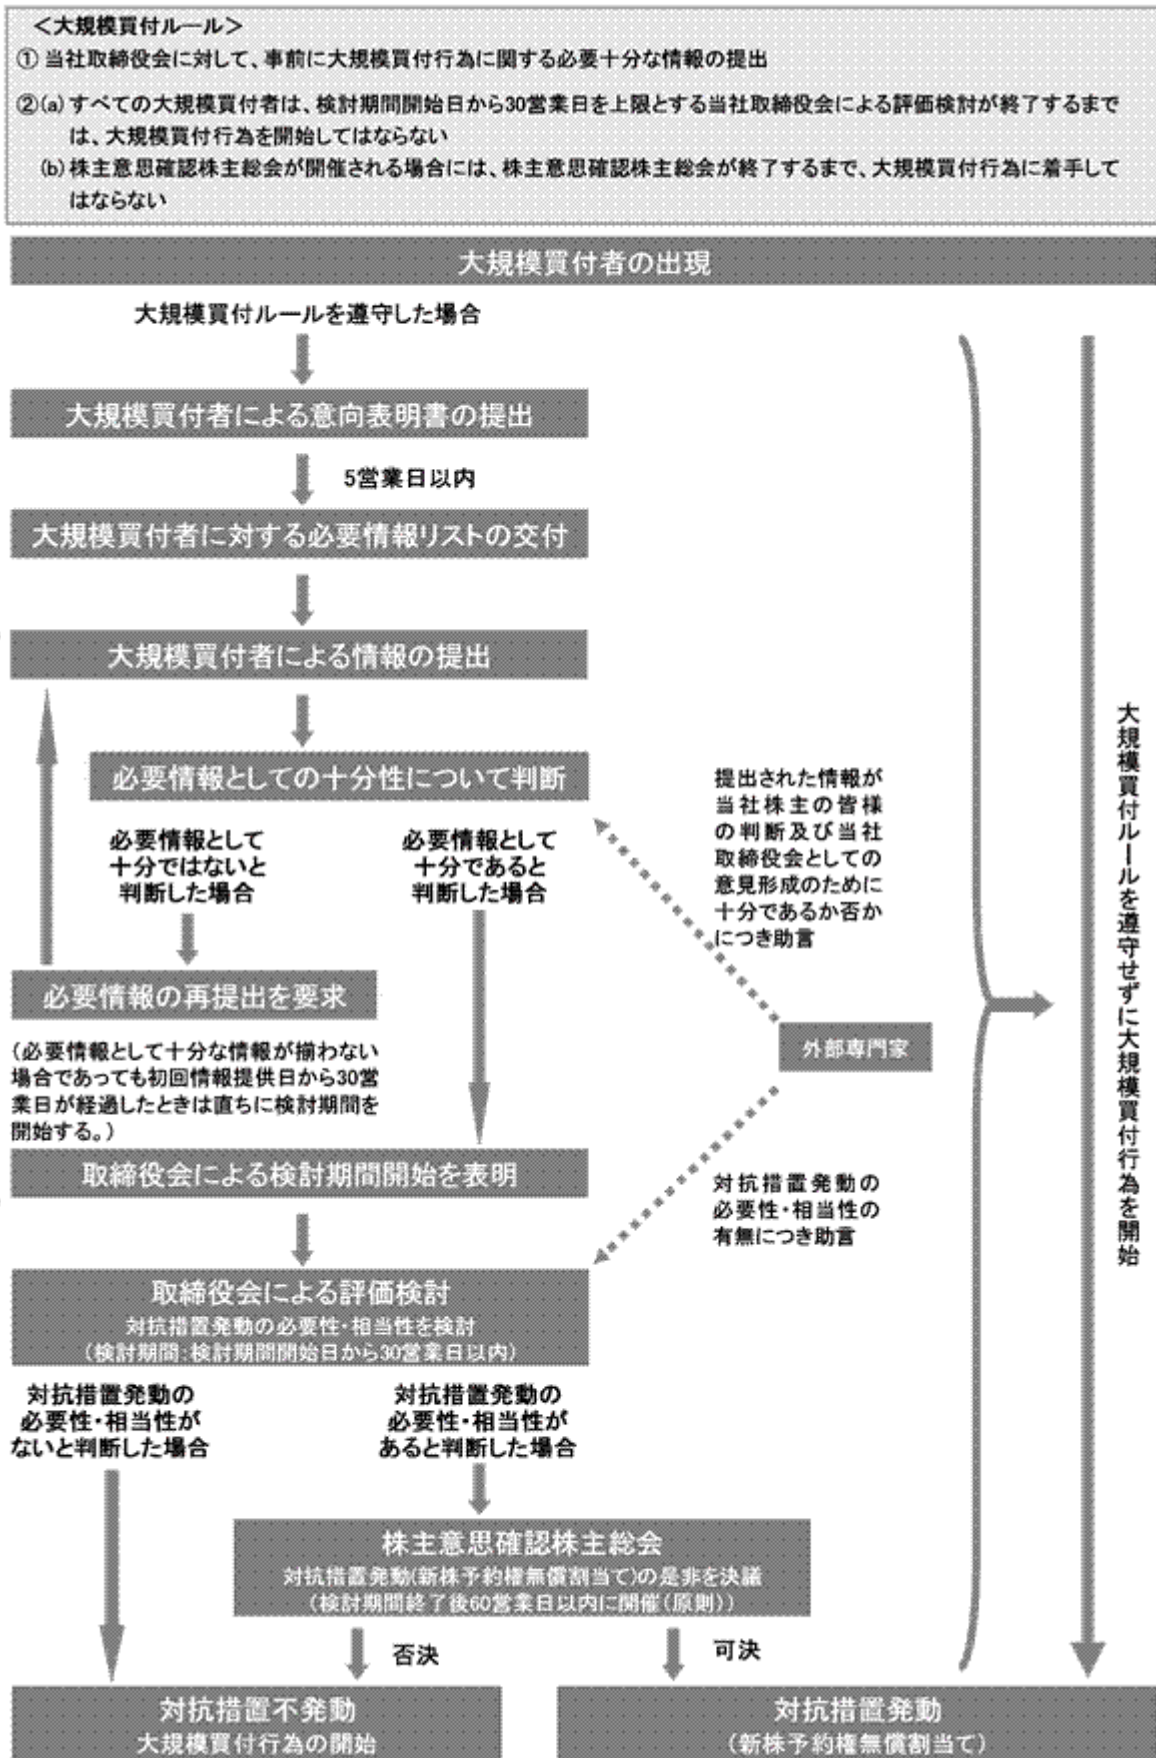 ＜大規模買付ルール＞
① 当社取締役会に対して、事前に大規模買付行為に関する必要十分な情報の提出
②(a) すべての大規模買付者は、検討期間開始日から30営業日を上限とする当社取締役会による評価検討が終了するまで
は、大規模買付行為を開始してはならない
(b) 株主意思確認株主総会が開催される場合には、株主意思確認株主総会が終了するまで、大規模買付行為に着手して
はならない
大規模買付者の出現
大規模買付ルールを遵守した場合
大規模買付者による意向表明書の提出
5営業日以内
大規模買付者に対する必要情報リストの交付
大規模買付者による情報の提出
必要情報としての十分性について判断
必要情報として
十分ではないと
判断した場合
必要情報として
十分であると
判断した場合
提出された情報が
当社株主の皆様
の判断及び当社
取締役会としての
意見形成のために
十分であるか否か
につき助言
必要情報の再提出を要求
（必要情報として十分な情報が揃わない
場合であっても初回情報提供日から30営
業日が経過したときは直ちに検討期間を
開始する。）
外部専門家
取締役会による検討期間開始を表明
対抗措置発動の
必要性・相当性の
有無につき助言
取締役会による評価検討
対抗措置発動の必要性・相当性を検討
（検討期間：検討期間開始日から30営業日以内）
対抗措置発動の
必要性・相当性が
ないと判断した場合
対抗措置発動の
必要性・相当性が
あると判断した場合
株主意思確認株主総会
対抗措置発動(新株予約権無償割当て)の是非を決議
（検討期間終了後60営業日以内に開催（原則））
否決
可決
対抗措置不発動
大規模買付行為の開始
対抗措置発動
（新株予約権無償割当て）
大規模買付ルールを遵守せずに大規模買付行為を開始